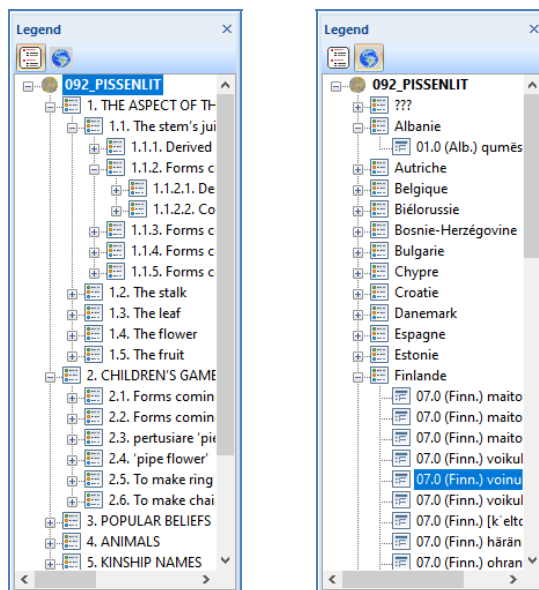 Legend
092_PISSENLIT
1. THE ASPECT OF TH
1.1. The stem's jui
1.1.1. Derived
1.1.2. Forms c
1.1.2.1. De
1.1.2.2. Co
1.1.3. Forms c
1.1.4. Forms c
1.1.5. Forms c
1.2. The stalk
1.3. The leaf
1.4. The flower
1.5. The fruit
2. CHILDREN'S GAME
2.1. Forms comin
2.2. Forms comin
2.3. pertusiare 'pie
2.4. 'pipe flower'
2.5. To make ring
2.6. To make chai
3. POPULAR BELIEFS
4. ANIMALS
5. KINSHIP NAMES
Legend
092_PISSENLIT
???
Albanie
01.0 (Alb.) qumës
Autriche
Belgique
Biélorussie
Bosnie-Herzégovine
Bulgarie
Chypre
Croatie
Danemark
Espagne
Estonie
Finlande
07.0 (Finn.) maito
07.0 (Finn.) maito
07.0 (Finn.) maito
07.0 (Finn.) voikul
07.0 (Finn.) voinu
07.0 (Finn.) voikul
07.0 (Finn.) [k˙elto
07.0 (Finn.) härän
07.0 (Finn.) ohran